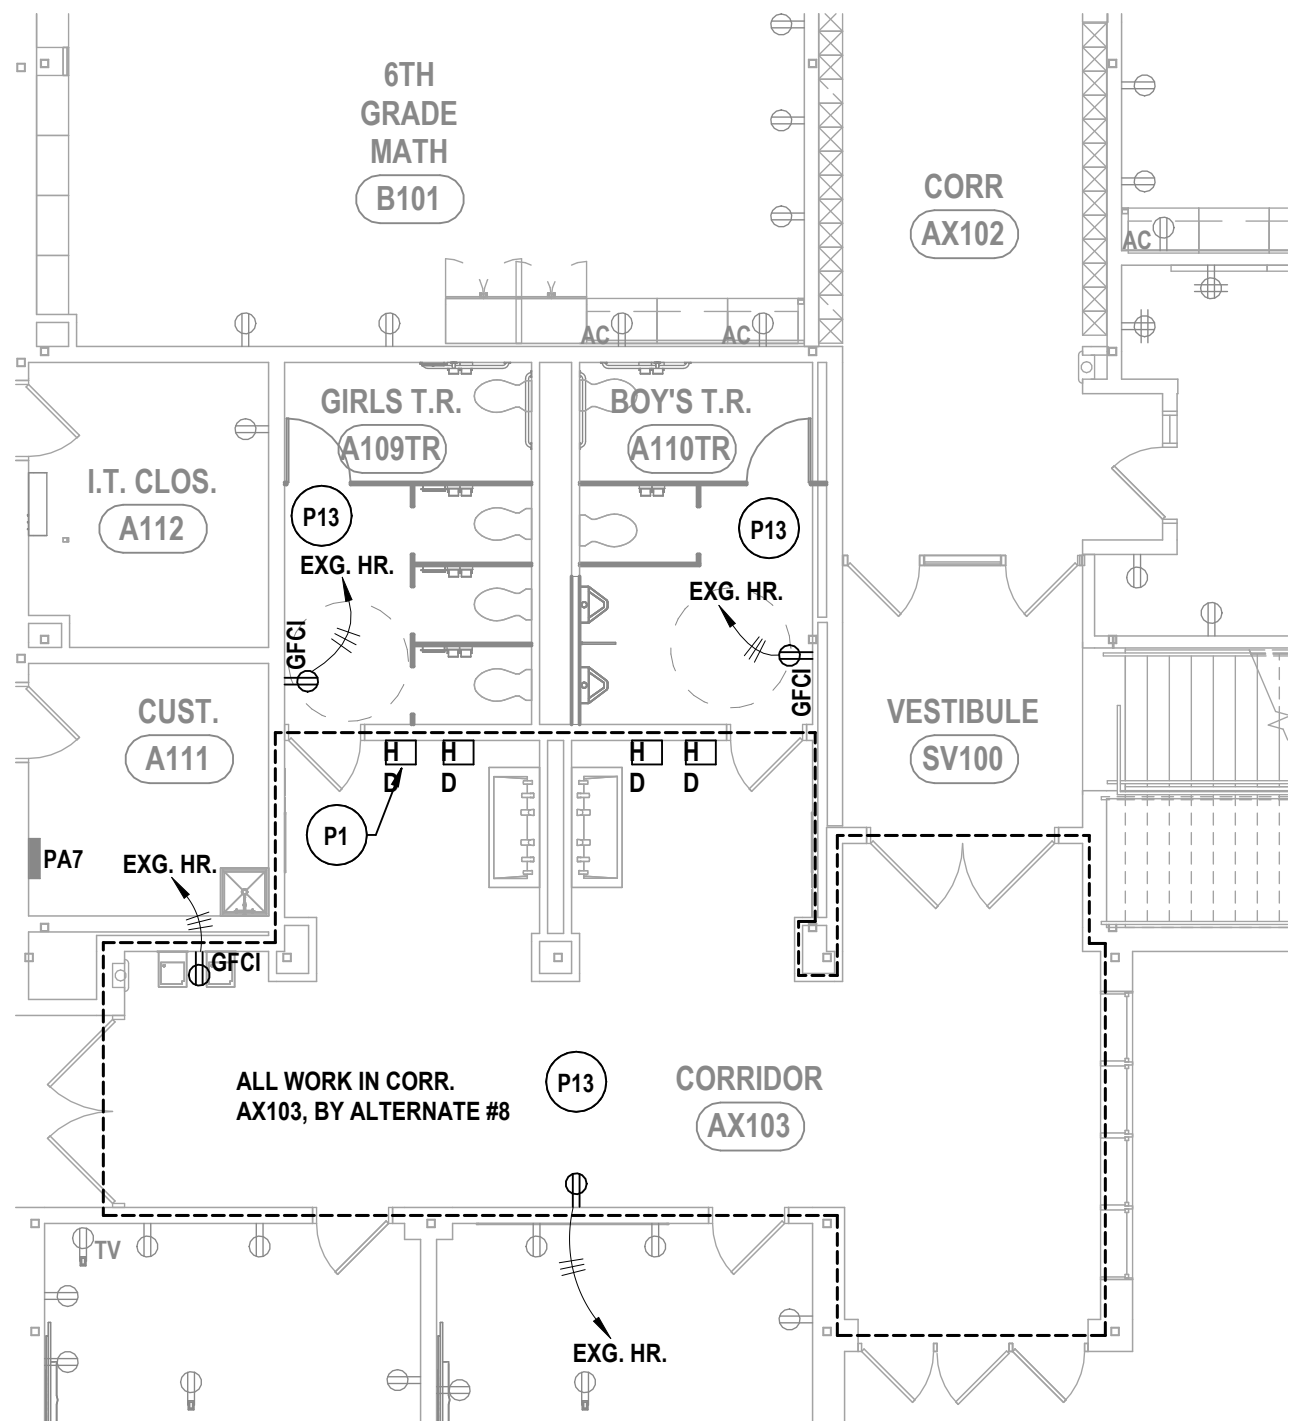 6TH
GRADE
MATH
B101
CORR
AX102
AC
AC
AC
GIRLS T.R.
A109TR
BOY'S T.R.
A110TR
I.T. CLOS.
A112
P13
P13
EXG. HR.
EXG. HR.
GFCI
GFCI
CUST.
A111
VESTIBULE
SV100
H
D
H
D
H
D
H
D
P1
PA7
EXG. HR.
GFCI
ALL WORK IN CORR.
AX103, BY ALTERNATE #8
P13
CORRIDOR
AX103
TV
EXG. HR.